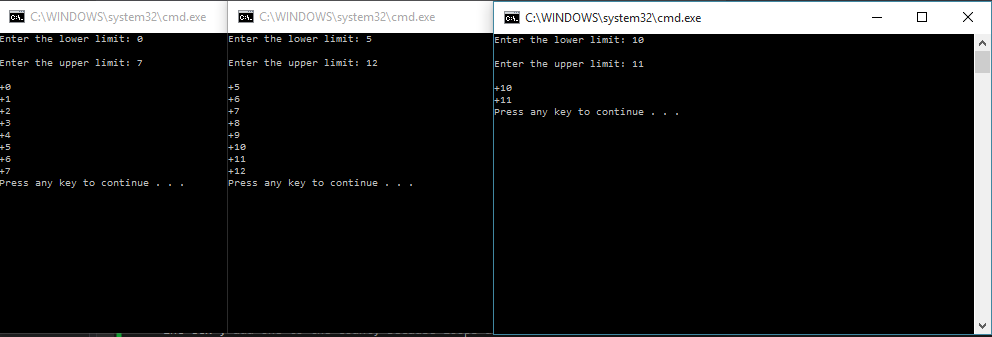 C:\WINDOWS\system32\cmd.exe
Enter the lower limit: 0
Enter the upper limit: 7
+0
+1
+2
+3
+4
+5
+6
+7
Press any key to continue . . .
C:\WINDOWS\system32\cmd.exe
Enter the lower limit: 5
Enter the upper limit: 12
+5
+6
+7
+8
+9
+10
+11
+12
Press any key to continue . . .
C:\WINDOWS\system32\cmd.exe
Enter the lower limit: 10
Enter the upper limit: 11
+10
+11
Press any key to continue . . .